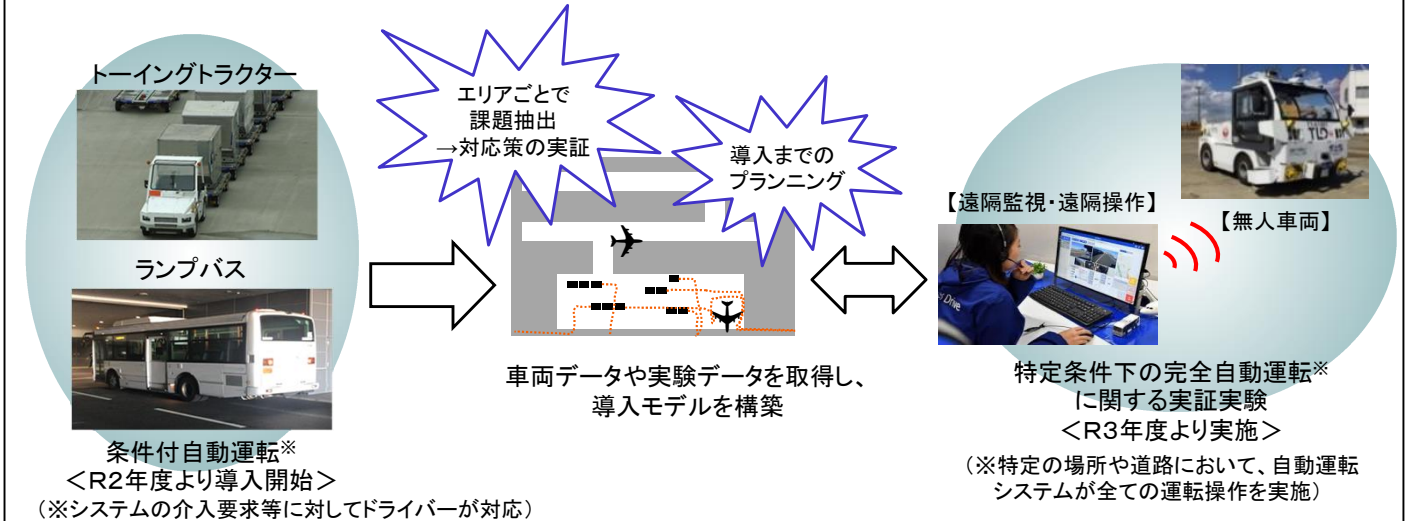 トーイングトラクター
ランプバス
条件付自動運転※
<R2年度より導入開始>
(※システムの介入要求等に対してドライバーが対応)
エリアごとで
課題抽出
→対応策の実証
導入までの
プランニング
車両データや実験データを取得し、
導入モデルを構築
【遠隔監視・遠隔操作】
【無人車両】
TLD
s Drive
特定条件下の完全自動運転※
に関する実証実験
<R3年度より実施>
(※特定の場所や道路において、自動運転
システムが全ての運転操作を実施)